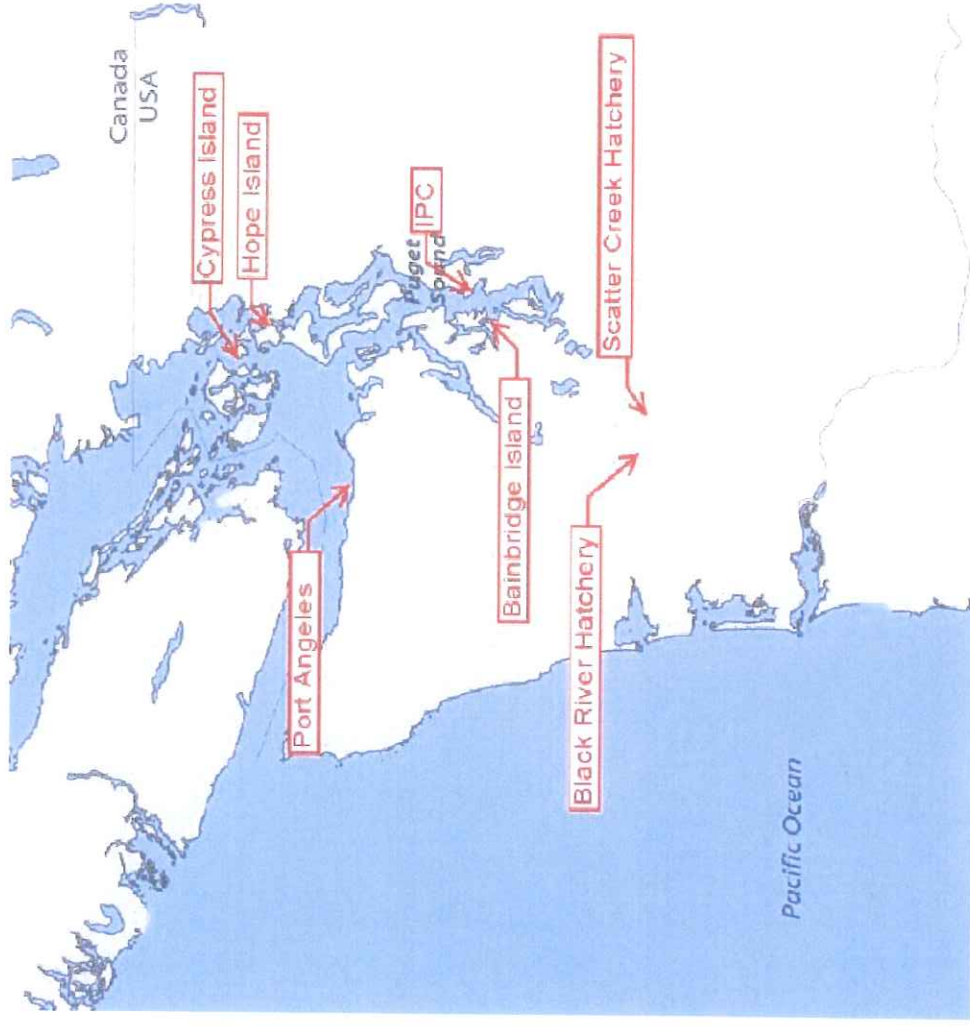 Canada
USA
Cypress Island
Hope Island
Puget
Sound
IPC
Port Angeles
Bainbridge Island
Scatter Creek Hatchery
Black River Hatchery
Pacific Ocean